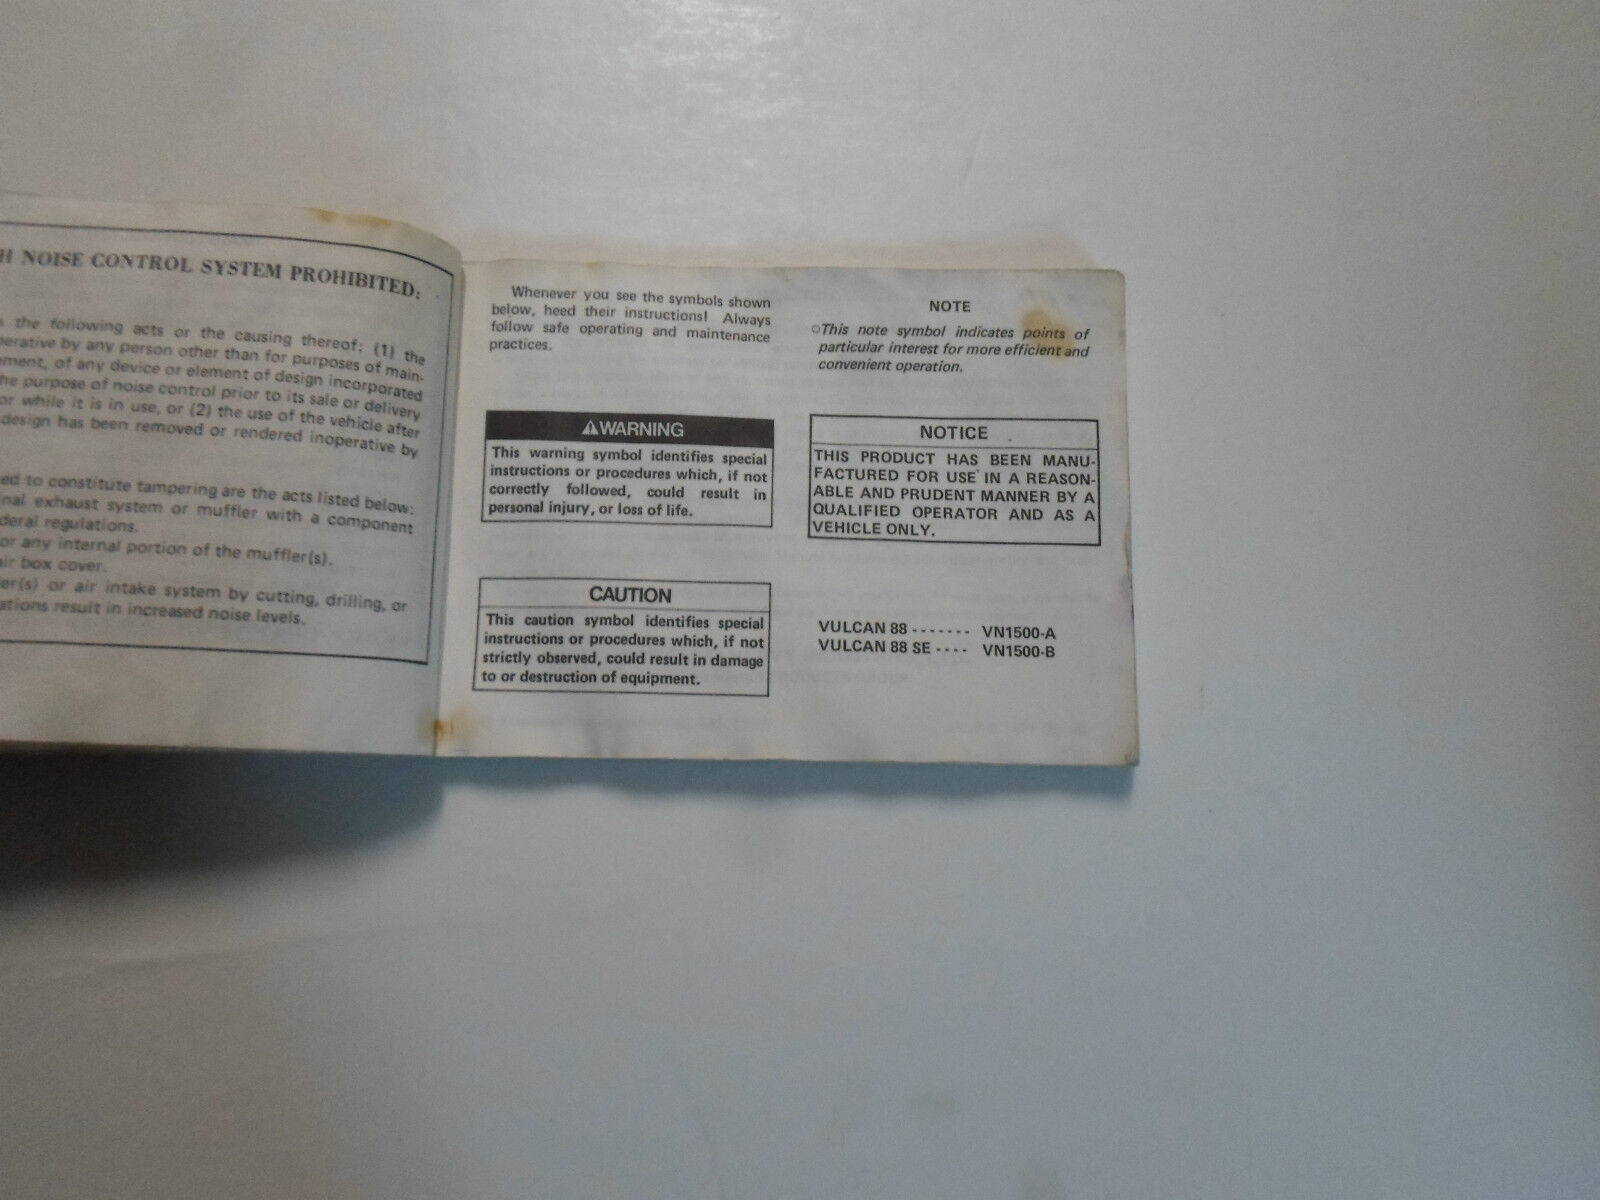 NOISE CONTROL SYSTEM PROHIBITED:
the following acts or the causing thereof: (1) the
by any person other than for purposes of main-
of any device or element of design incorporated
purpose of noise control prior to its sale or delivery
or while it is in use, or (2) the use of the vehicle after
design has been removed or rendered inoperative by
to constitute tampering are the acts listed below:
exhaust system or muffler with a component
regulations.
or any internal portion of the muffler(s).
box cover.
or air intake system by cutting, drilling, or
result in increased noise levels.
Whenever you see the symbols shown
below, heed their instructions! Always
follow safe operating and maintenance
practices.
⚠WARNING
This warning symbol identifies special
instructions or procedures which, if not
correctly followed, could result in
personal injury, or loss of life.
CAUTION
This caution symbol identifies special
instructions or procedures which, if not
strictly observed, could result in damage
to or destruction of equipment.
NOTE
○This note symbol indicates points of
particular interest for more efficient and
convenient operation.
NOTICE
THIS PRODUCT HAS BEEN MANU-
FACTURED FOR USE IN A REASON-
ABLE AND PRUDENT MANNER BY A
QUALIFIED OPERATOR AND AS A
VEHICLE ONLY.
VULCAN 88 ------- VN1500-A
VULCAN 88 SE ---- VN1500-B